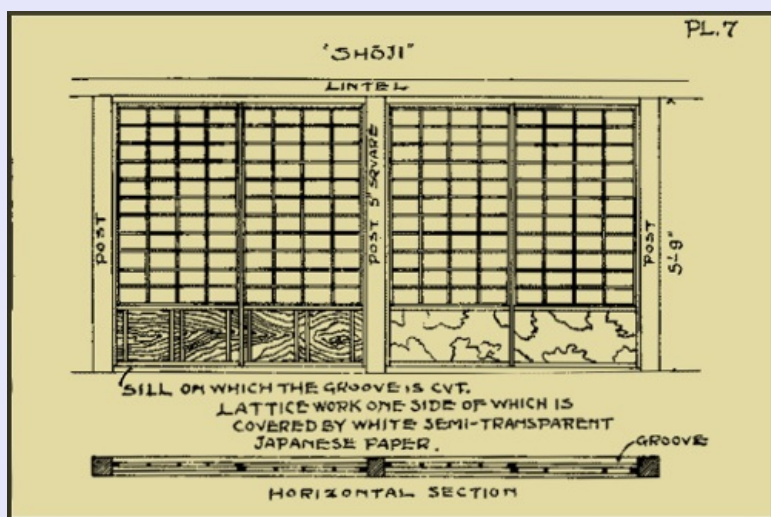 PL.7
"SHŌJI"
LINTEL
POST
POST 5" SQUARE
POST
5'-9"
SILL ON WHICH THE GROOVE IS CVT.
LATTICE WORK ONE SIDE OF WHICH IS
COVERED BY WHITE SEMI-TRANSPARENT
JAPANESE PAPER.
GROOVE
HORIZONTAL SECTION